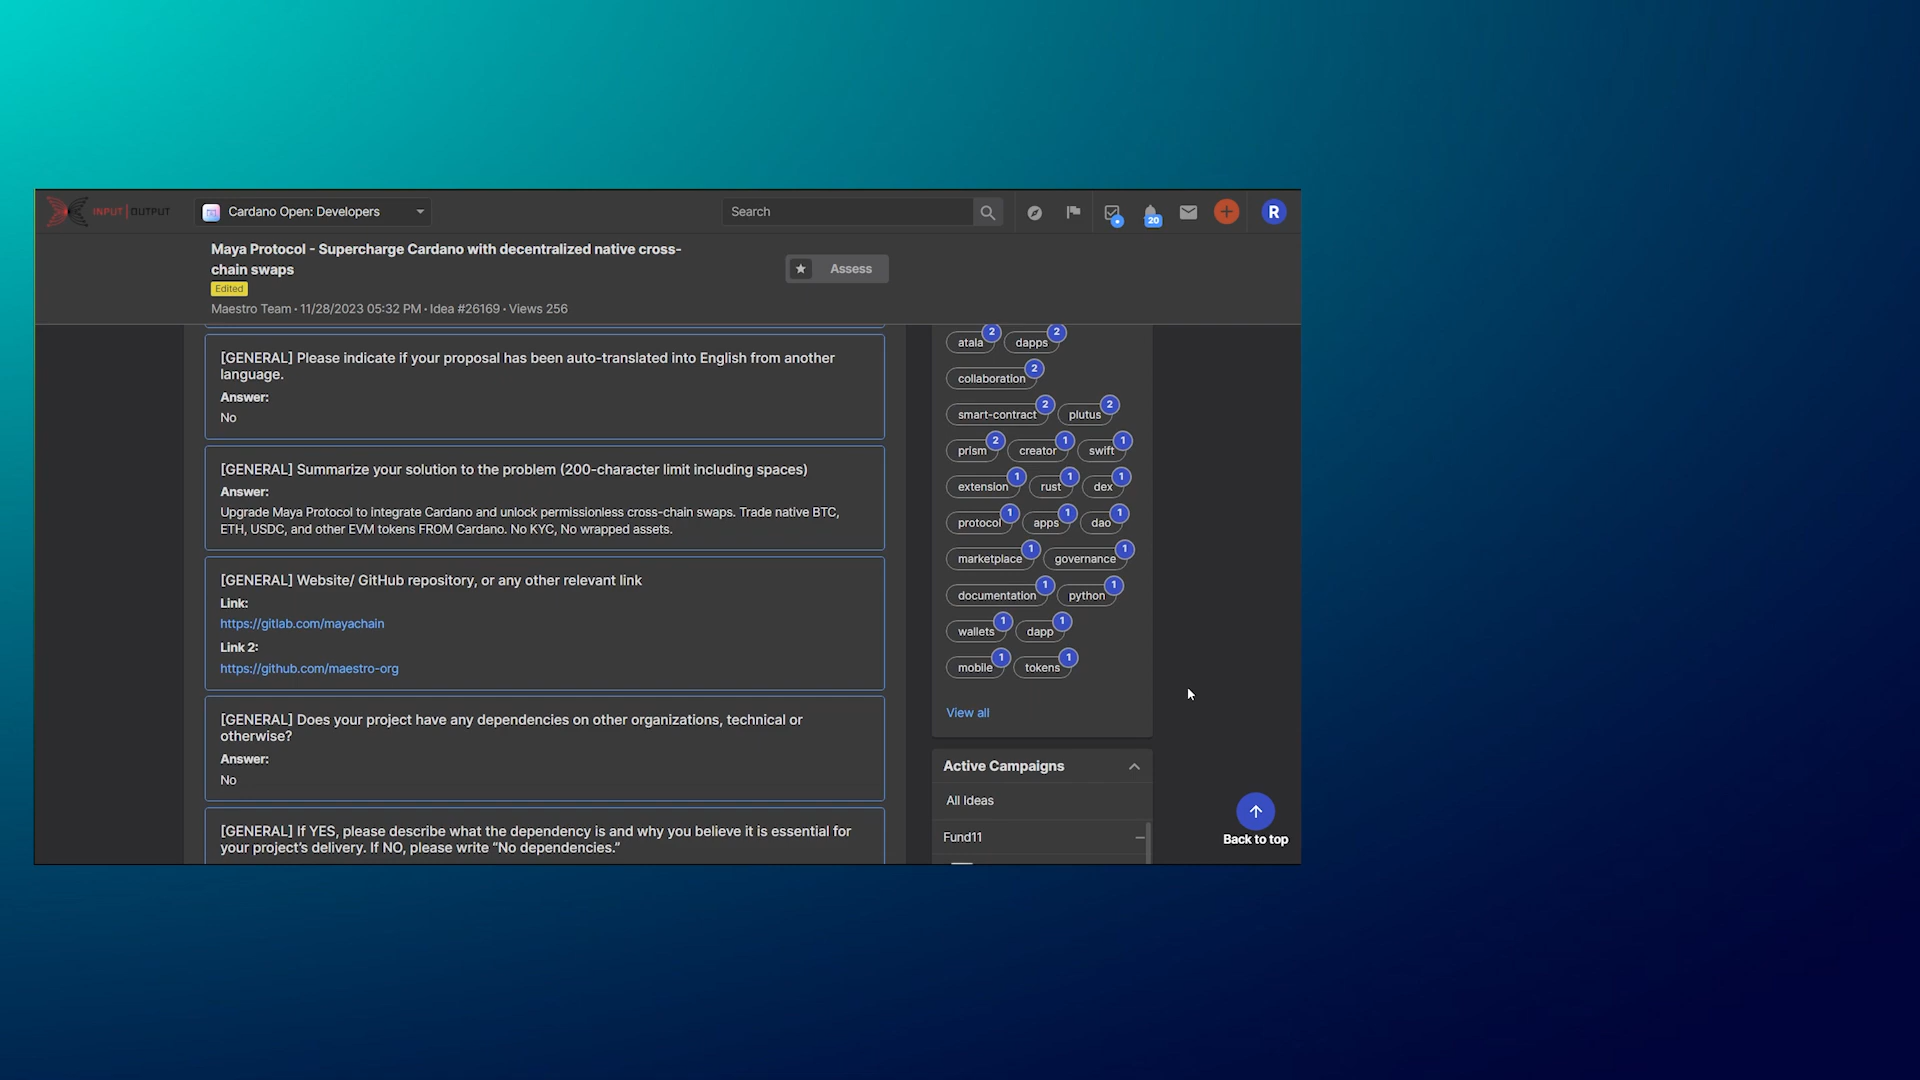 INPUT | OUTPUT
Cardano Open: Developers
Search
20
R
Maya Protocol - Supercharge Cardano with decentralized native cross-
chain swaps
Edited
Maestro Team · 11/28/2023 05:32 PM · Idea #26169 · Views 256
Assess
[GENERAL] Please indicate if your proposal has been auto-translated into English from another
language.
Answer:
No
[GENERAL] Summarize your solution to the problem (200-character limit including spaces)
Answer:
Upgrade Maya Protocol to integrate Cardano and unlock permissionless cross-chain swaps. Trade native BTC,
ETH, USDC, and other EVM tokens FROM Cardano. No KYC, No wrapped assets.
[GENERAL] Website/ GitHub repository, or any other relevant link
Link:
https://gitlab.com/mayachain
Link 2:
https://github.com/maestro-org
[GENERAL] Does your project have any dependencies on other organizations, technical or
otherwise?
Answer:
No
[GENERAL] If YES, please describe what the dependency is and why you believe it is essential for
your project's delivery. If NO, please write “No dependencies.”
atala 2 dapps 2
collaboration 2
smart-contract 2 plutus 2
prism 2 creator 1 swift 1
extension 1 rust 1 dex 1
protocol 1 apps 1 dao 1
marketplace 1 governance 1
documentation 1 python 1
wallets 1 dapp 1
mobile 1 tokens 1
View all
Active Campaigns
All Ideas
Fund11
Back to top